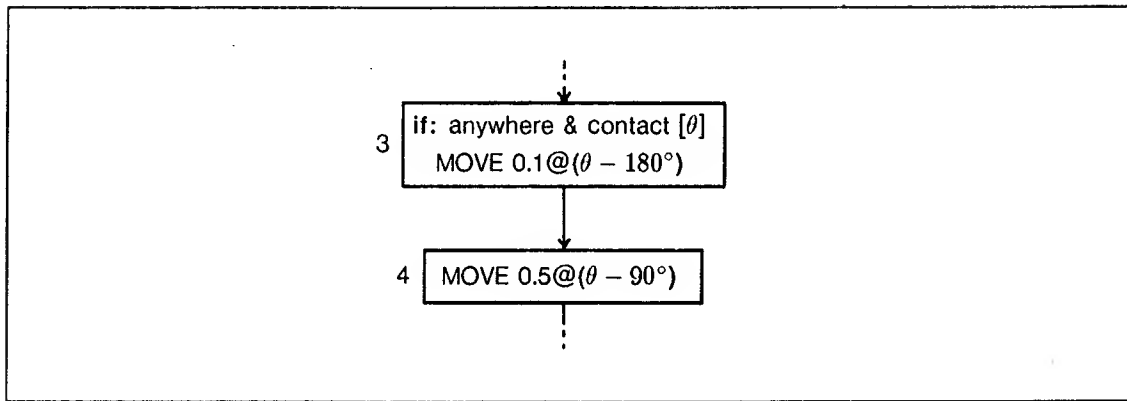 if: anywhere & contact [θ]
3
MOVE 0.1@(θ − 180°)
4 MOVE 0.5@(θ − 90°)